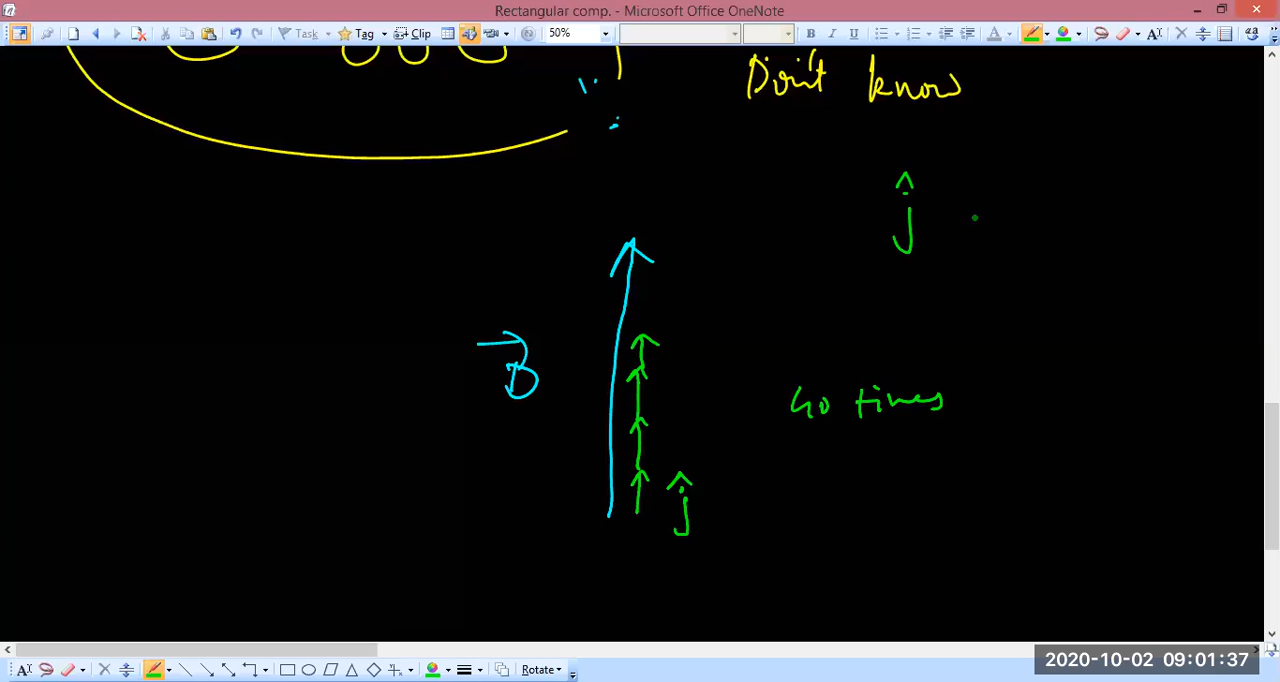 Rectangular comp. - Microsoft Office OneNote
Task Tag Clip 50% B I U A
Don't know
ĵ
B
40 times
ĵ
Rotate
2020-10-02 09:01:37